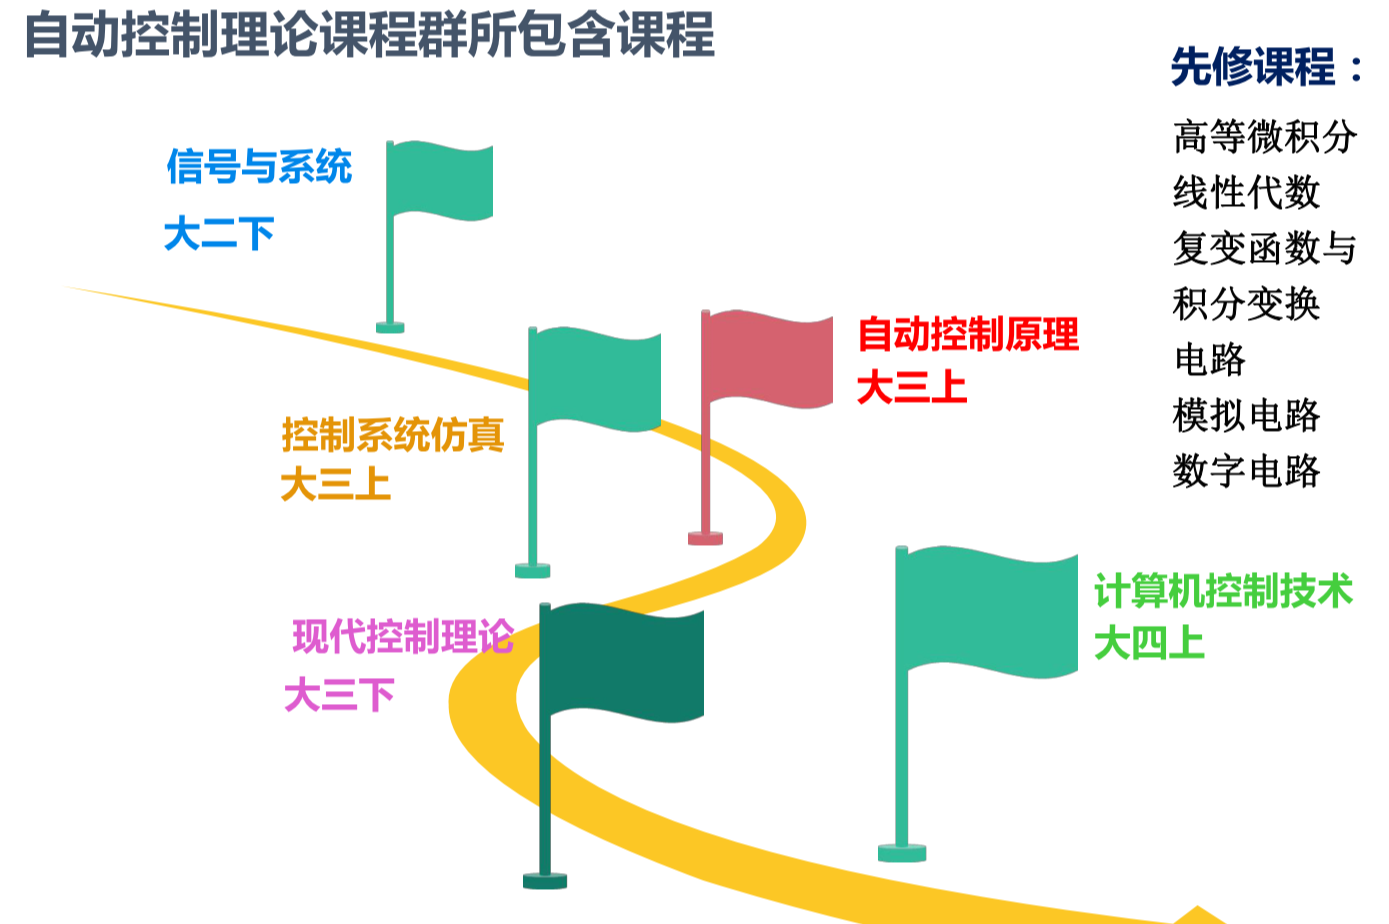 自动控制理论课程群所包含课程
先修课程：
高等微积分
线性代数
复变函数与
积分变换
电路
模拟电路
数字电路
信号与系统
大二下
自动控制原理
大三上
控制系统仿真
大三上
现代控制理论
大三下
计算机控制技术
大四上